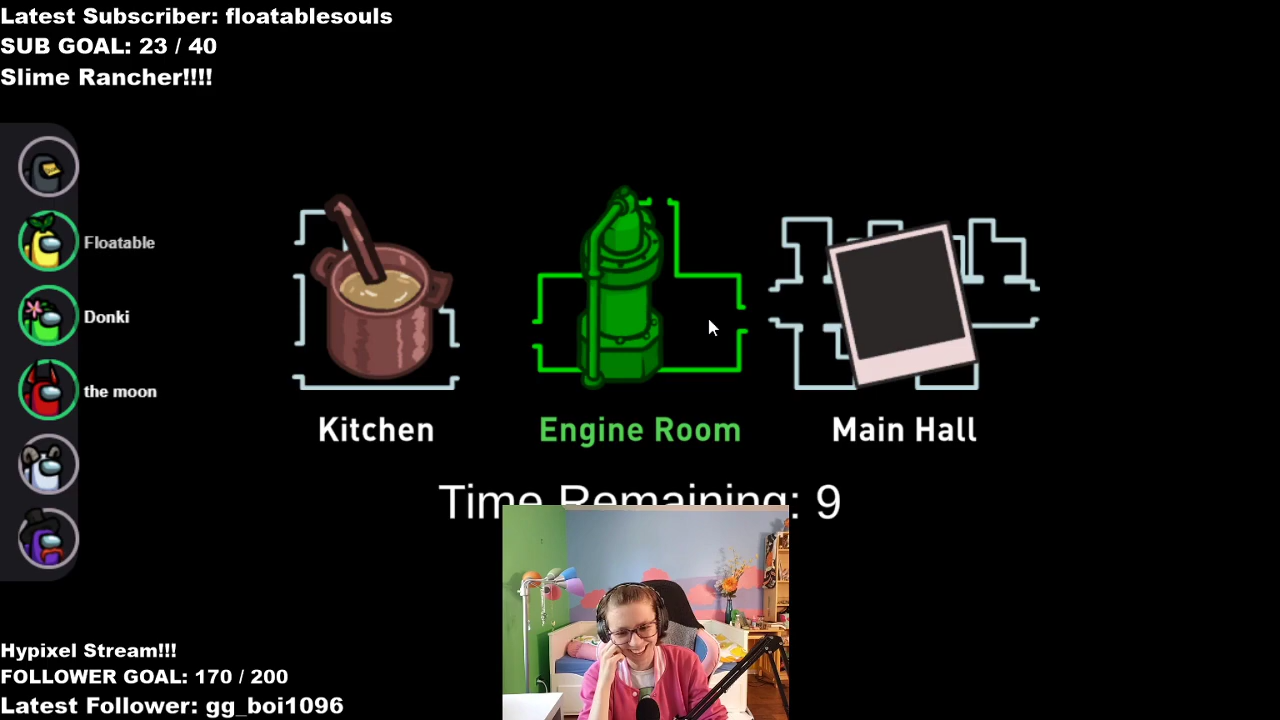 Latest Subscriber: floatablesouls
SUB GOAL: 23 / 40
Slime Rancher!!!!
Floatable
Donki
the moon
Kitchen
Engine Room
Main Hall
Time Remaining: 9
Hypixel Stream!!!
FOLLOWER GOAL: 170 / 200
Latest Follower: gg_boi1096